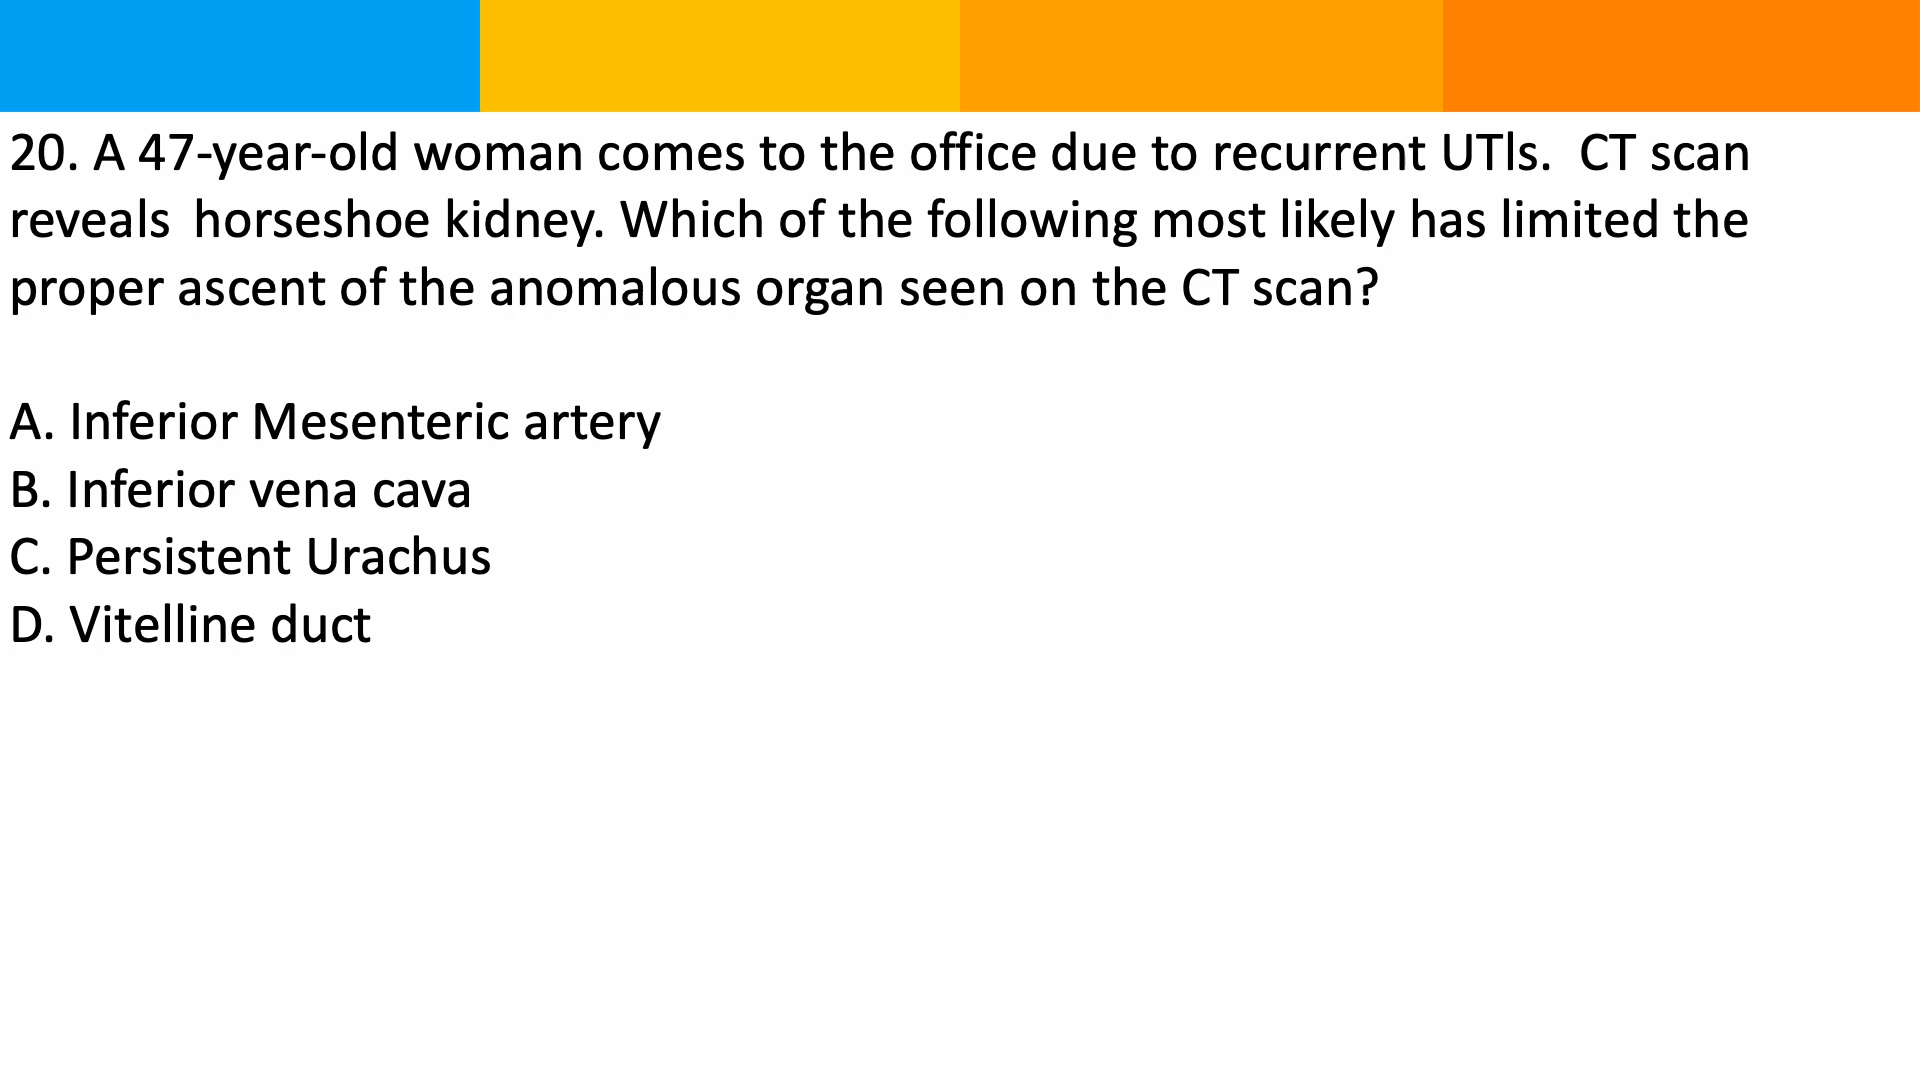 20. A 47-year-old woman comes to the office due to recurrent UTIs. CT scan
reveals horseshoe kidney. Which of the following most likely has limited the
proper ascent of the anomalous organ seen on the CT scan?
A. Inferior Mesenteric artery
B. Inferior vena cava
C. Persistent Urachus
D. Vitelline duct